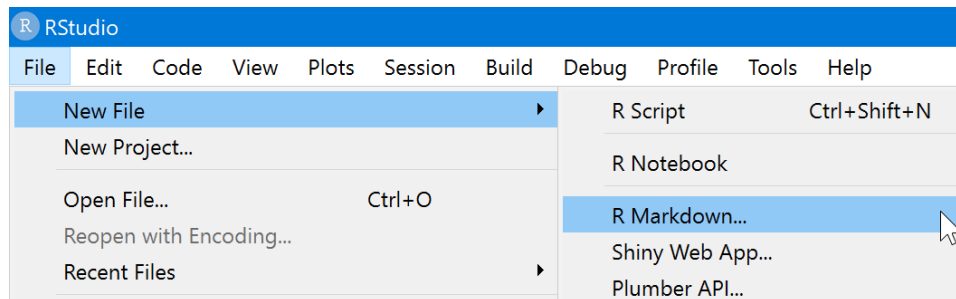 R RStudio
File Edit Code View Plots Session Build Debug Profile Tools Help
New File
New Project...
Open File... Ctrl+O
Reopen with Encoding...
Recent Files
R Script Ctrl+Shift+N
R Notebook
R Markdown...
Shiny Web App...
Plumber API...